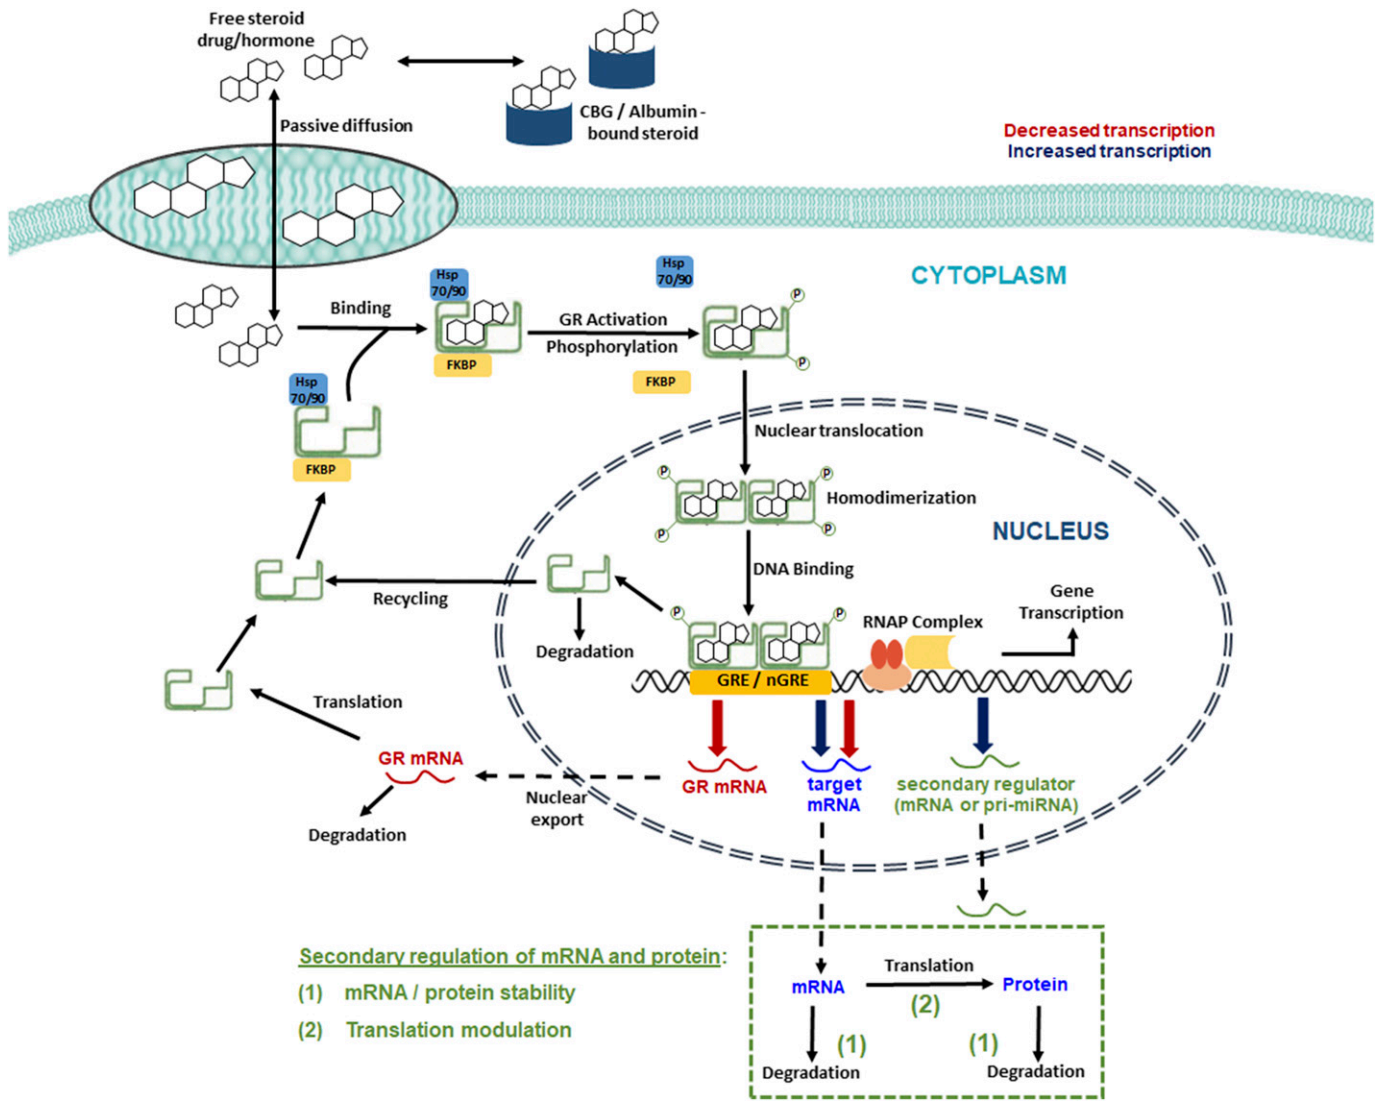 Free steroid
drug/hormone
CBG / Albumin -
bound steroid
Passive diffusion
Decreased transcription
Increased transcription
CYTOPLASM
Hsp
70/90
Binding
FKBP
GR Activation
Phosphorylation
Hsp
70/90
FKBP
P
P
Hsp
70/90
FKBP
Nuclear translocation
P
P
P
P
Homodimerization
NUCLEUS
DNA Binding
Recycling
Degradation
P
P
GRE / nGRE
RNAP Complex
Gene
Transcription
Translation
GR mRNA
Degradation
Nuclear
export
GR mRNA
target
mRNA
secondary regulator
(mRNA or pri-miRNA)
Secondary regulation of mRNA and protein:
(1) mRNA / protein stability
(2) Translation modulation
mRNA
Translation
(2)
Protein
(1)
(1)
Degradation
Degradation